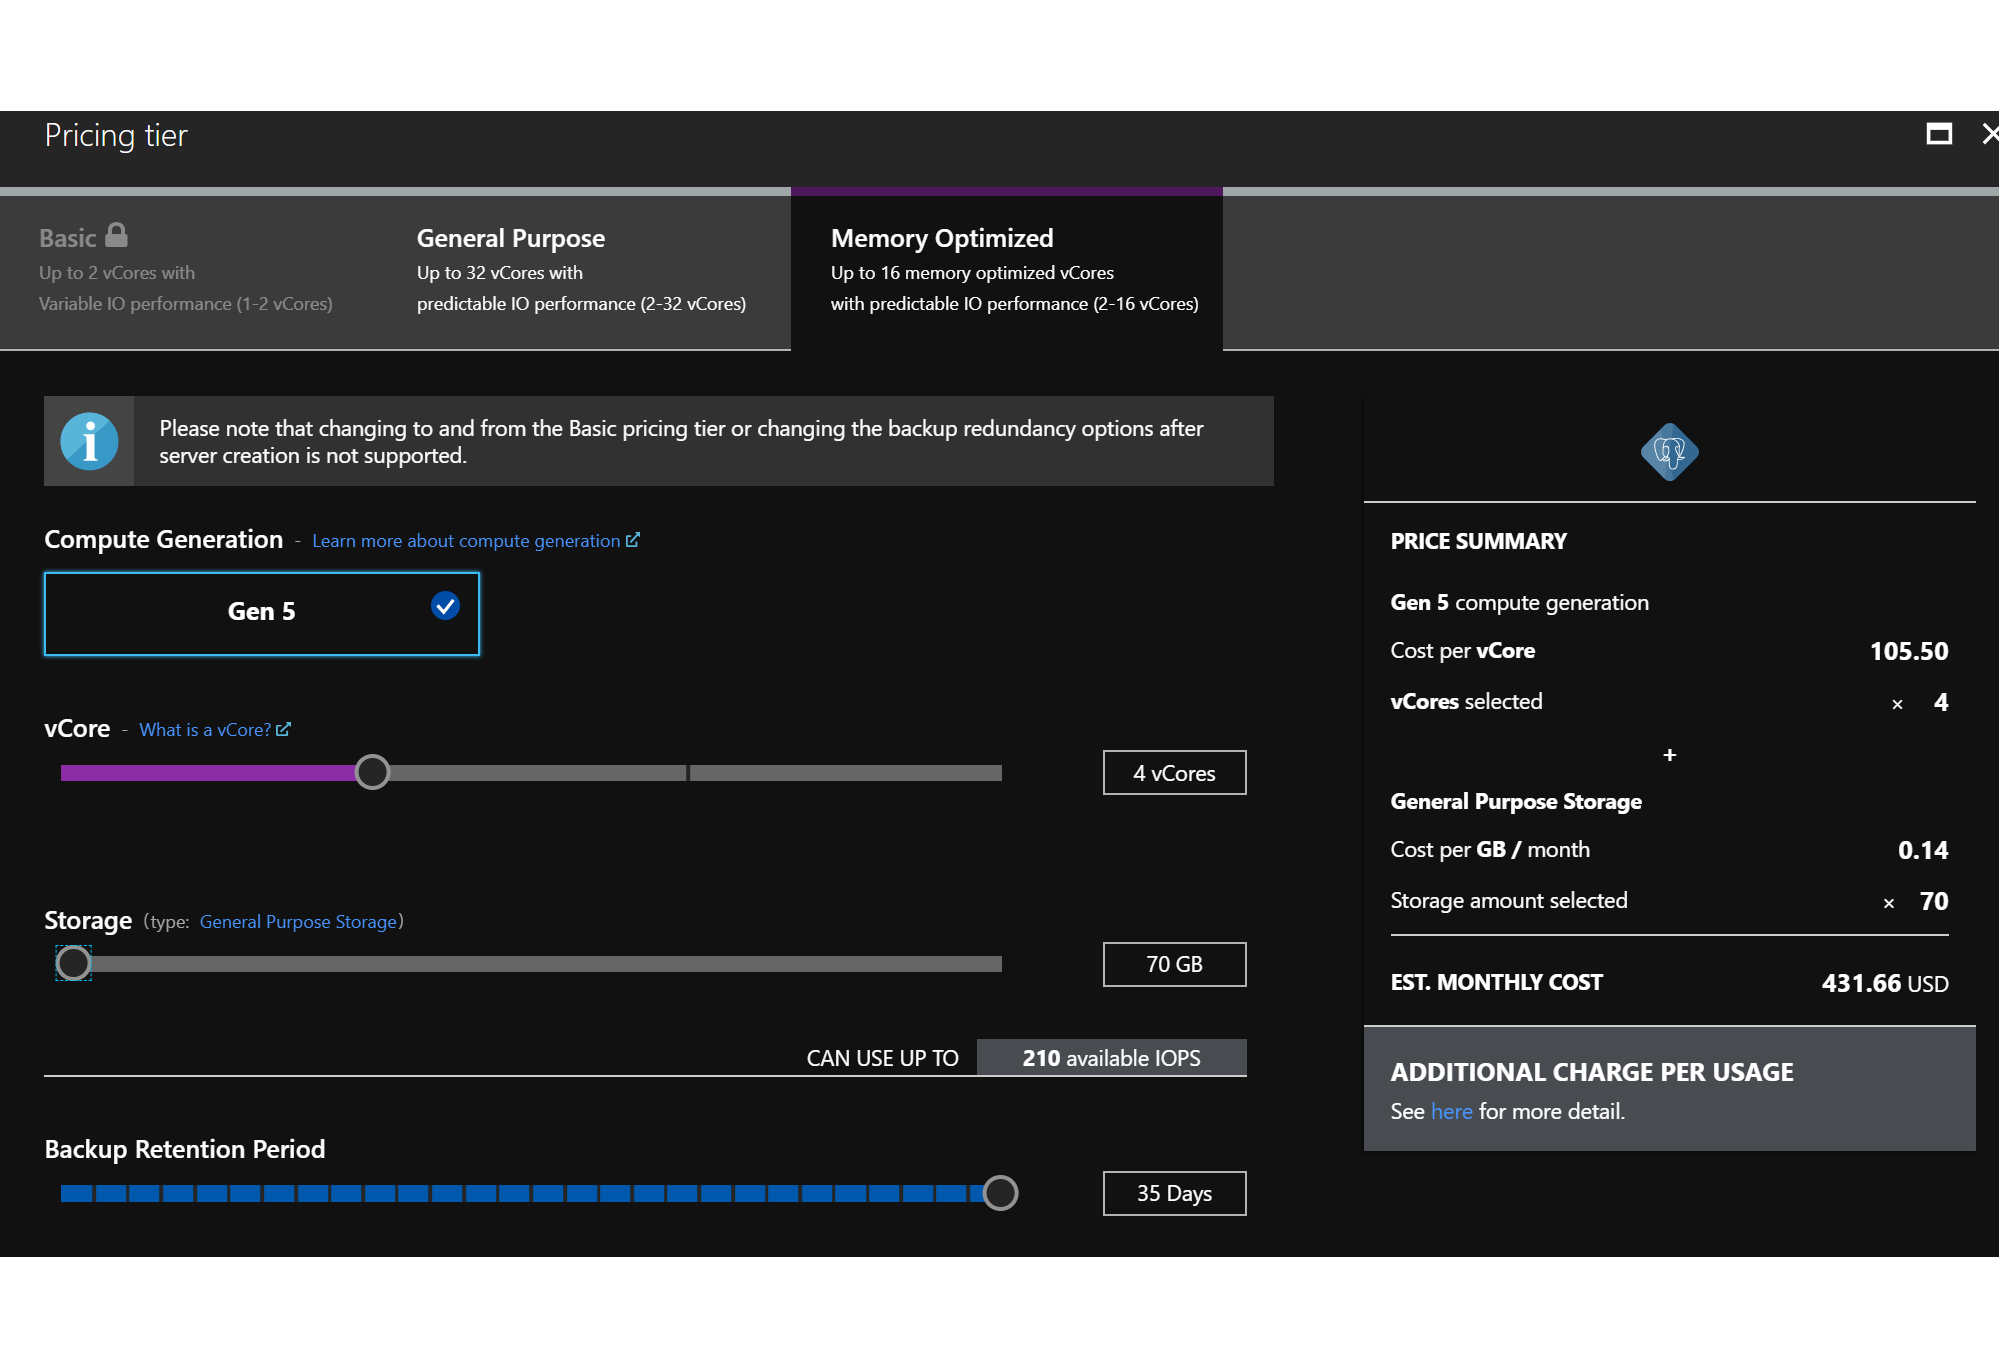 Pricing tier
Basic
Up to 2 vCores with
Variable IO performance (1-2 vCores)
General Purpose
Up to 32 vCores with
predictable IO performance (2-32 vCores)
Memory Optimized
Up to 16 memory optimized vCores
with predictable IO performance (2-16 vCores)
Please note that changing to and from the Basic pricing tier or changing the backup redundancy options after
server creation is not supported.
Compute Generation - Learn more about compute generation
Gen 5
vCore - What is a vCore?
4 vCores
Storage (type: General Purpose Storage)
70 GB
CAN USE UP TO 210 available IOPS
Backup Retention Period
35 Days
PRICE SUMMARY
Gen 5 compute generation
Cost per vCore 105.50
vCores selected × 4
+
General Purpose Storage
Cost per GB / month 0.14
Storage amount selected × 70
EST. MONTHLY COST 431.66 USD
ADDITIONAL CHARGE PER USAGE
See here for more detail.